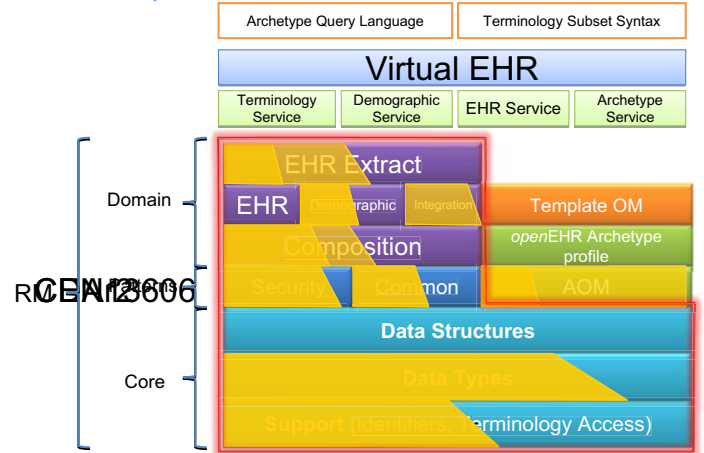 Archetype Query Language
Terminology Subset Syntax
Virtual EHR
Terminology
Service
Demographic
Service
EHR Service
Archetype
Service
EHR Extract
Domain
EHR
Demographic
Integration
Template OM
Composition
openEHR Archetype
profile
Patterns
Security
Common
AOM
Data Structures
Core
Data Types
Support (Identifiers, Terminology Access)